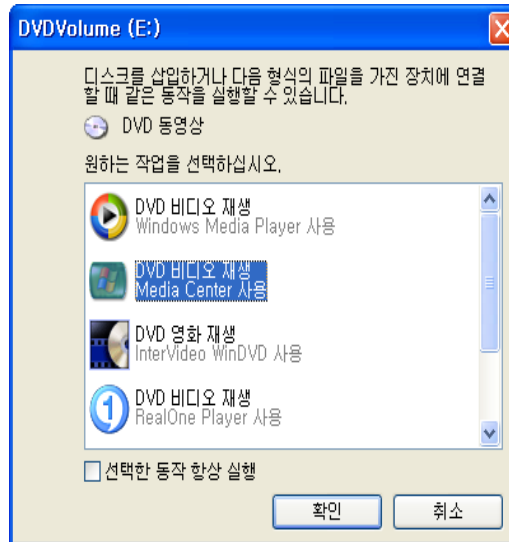 DVDVolume (E:)
디스크를 삽입하거나 다음 형식의 파일을 가진 장치에 연결
할 때 같은 동작을 실행할 수 있습니다.
DVD 동영상
원하는 작업을 선택하십시오.
DVD 비디오 재생
Windows Media Player 사용
DVD 비디오 재생
Media Center 사용
DVD 영화 재생
InterVideo WinDVD 사용
DVD 비디오 재생
RealOne Player 사용
선택한 동작 항상 실행
확인
취소